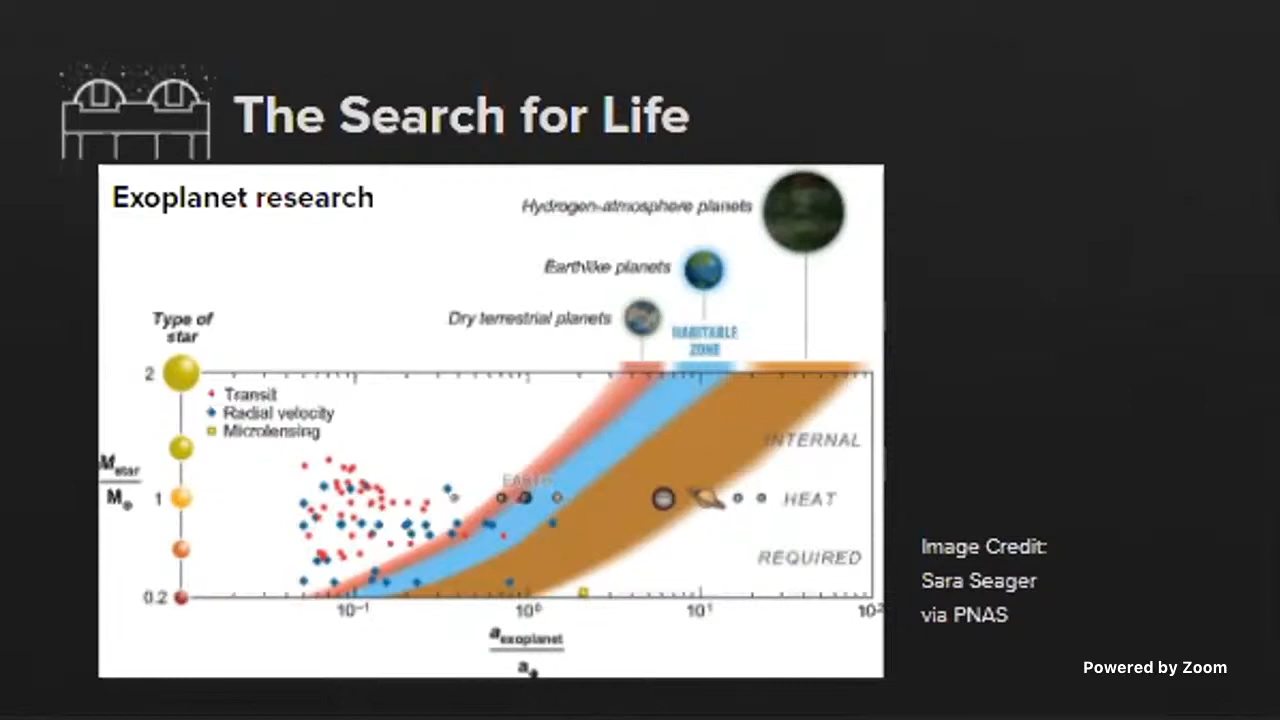 The Search for Life
Exoplanet research
Hydrogen-atmosphere planets
Earthlike planets
Dry terrestrial planets
HABITABLE
ZONE
Type of
star
2
Transit
Radial velocity
Microlensing
INTERNAL
M star
M
1
EARTH
HEAT
REQUIRED
0.2
10⁻¹
10⁰
10¹
10²
a exoplanet
a
Image Credit:
Sara Seager
via PNAS
Powered by Zoom